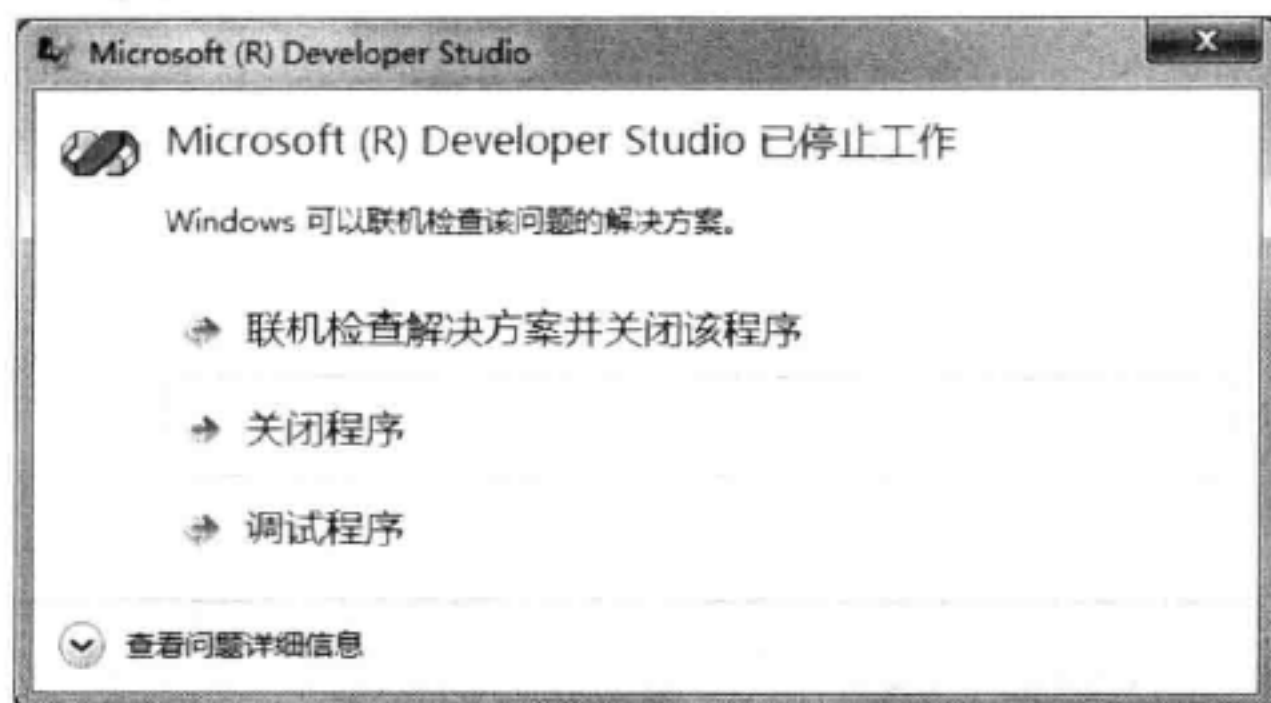 Microsoft (R) Developer Studio
Microsoft (R) Developer Studio 已停止工作
Windows 可以联机检查该问题的解决方案。
联机检查解决方案并关闭该程序
关闭程序
调试程序
查看问题详细信息